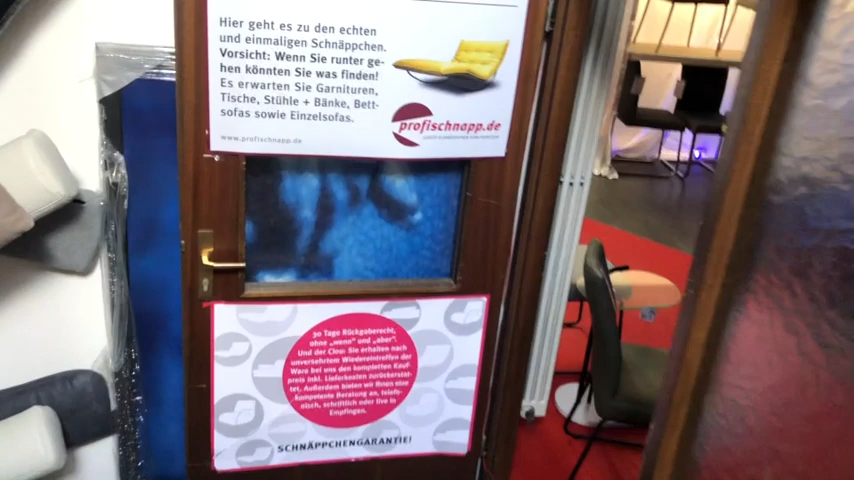 Hier geht es zu den echten
und einmaligen Schnäppchen.
Vorsicht: Wenn Sie runter ge-
hen könnten Sie was finden!
Es erwarten Sie Garnituren,
Tische, Stühle + Bänke, Bett-
sofas sowie Einzelsofas.
www.profischnapp.de
profischnapp.de
30 Tage Rückgaberecht,
ohne „wenn" und „aber".
Und der Clou: Sie erhalten nach
unversehrtem Wiedereintreffen der
Ware bei uns den kompletten Kauf-
preis inkl. Lieferkosten zurückerstat-
tet. Außerdem bieten wir Ihnen eine
kompetente Beratung an, telefo-
nisch, schriftlich oder live in
Empfingen.
SCHNÄPPCHENGARANTIE!